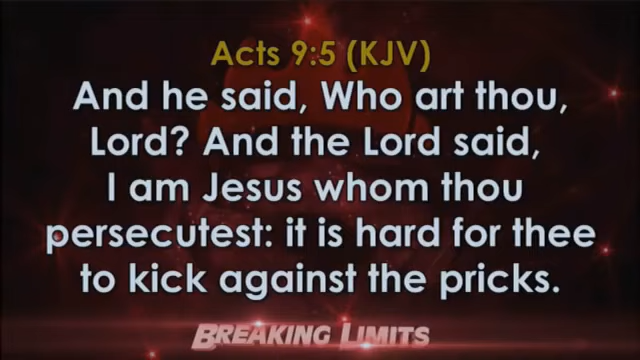 Acts 9:5 (KJV)
And he said, Who art thou,
Lord? And the Lord said,
I am Jesus whom thou
persecutest: it is hard for thee
to kick against the pricks.
BREAKING LIMITS